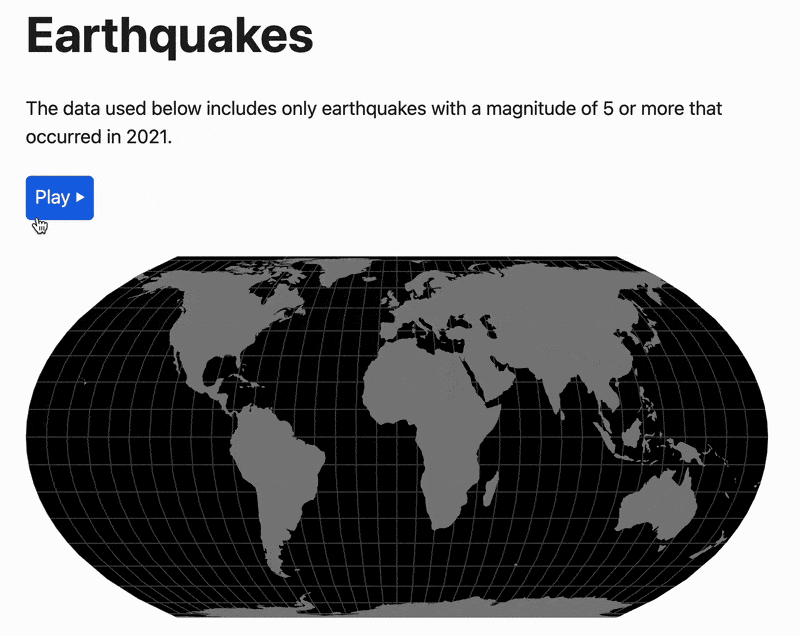 Earthquakes
The data used below includes only earthquakes with a magnitude of 5 or more that
occurred in 2021.
Play